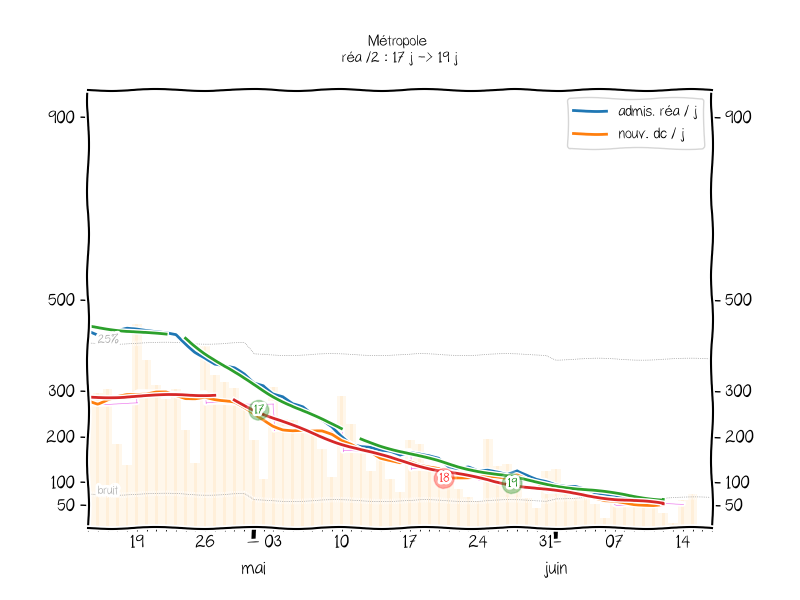 Métropole
réa /2 : 17 j -> 19 j
admis. réa / j
nouv. dc / j
900 900
500 500
25%
300 300
17
200 200
18
19
100 100
bruit
50 50
19 26 03 10 17 24 31 07 14
mai juin